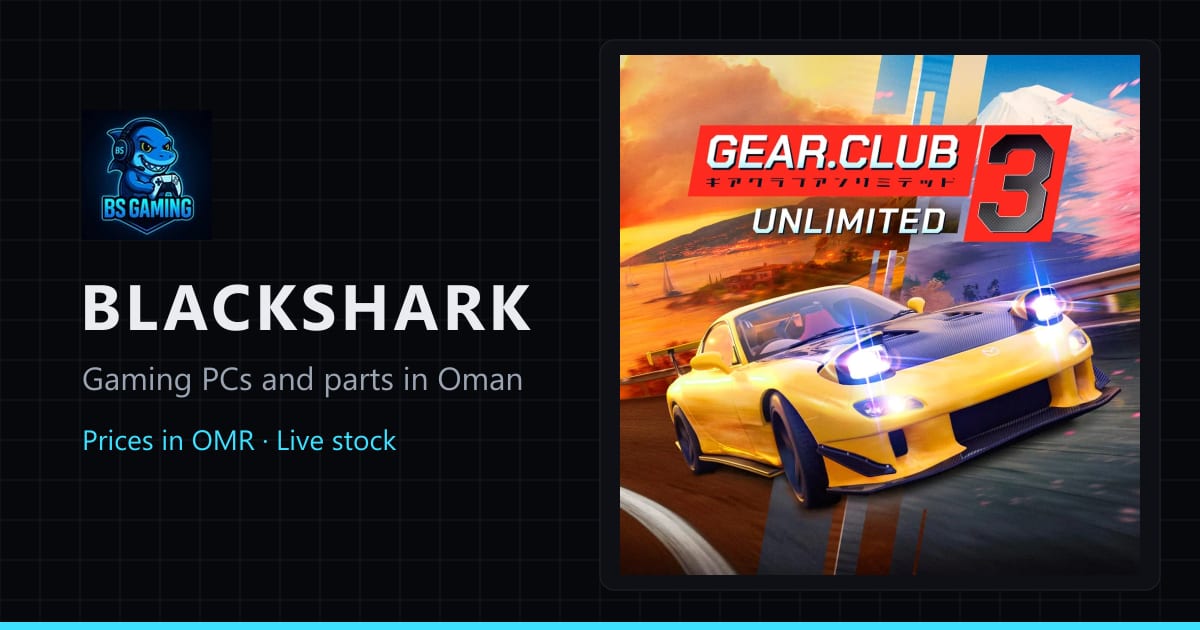 BS
BS GAMING
BLACKSHARK
Gaming PCs and parts in Oman
Prices in OMR · Live stock
GEAR.CLUB
ギアクラブアンリミテッド
UNLIMITED
3